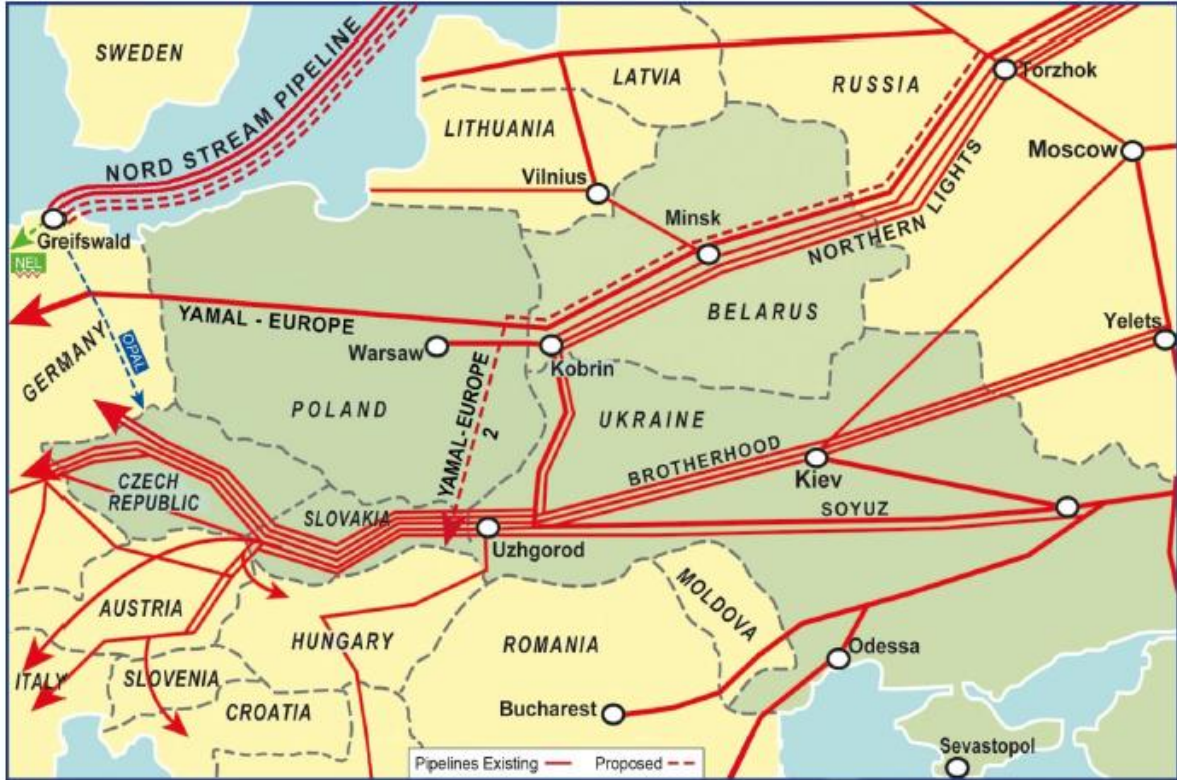 SWEDEN
NORD STREAM PIPELINE
LATVIA
LITHUANIA
RUSSIA
Torzhok
Moscow
Vilnius
Minsk
NORTHERN LIGHTS
Greifswald
NEL
OPAL
GERMANY
YAMAL - EUROPE
Warsaw
Kobrin
BELARUS
Yelets
POLAND
YAMAL-EUROPE
2
UKRAINE
BROTHERHOOD
Kiev
SOYUZ
CZECH
REPUBLIC
SLOVAKIA
Uzhgorod
AUSTRIA
HUNGARY
ROMANIA
MOLDOVA
Odessa
ITALY
SLOVENIA
CROATIA
Bucharest
Sevastopol
Pipelines Existing Proposed